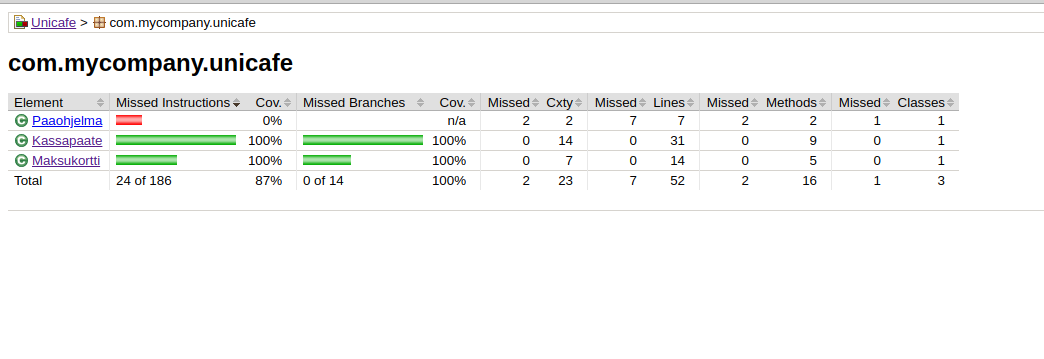 Unicafe > com.mycompany.unicafe
com.mycompany.unicafe
Element Missed Instructions Cov. Missed Branches Cov. Missed Cxty Missed Lines Missed Methods Missed Classes
Paaohjelma 0% n/a 2 2 7 7 2 2 1 1
Kassapaate 100% 100% 0 14 0 31 0 9 0 1
Maksukortti 100% 100% 0 7 0 14 0 5 0 1
Total 24 of 186 87% 0 of 14 100% 2 23 7 52 2 16 1 3